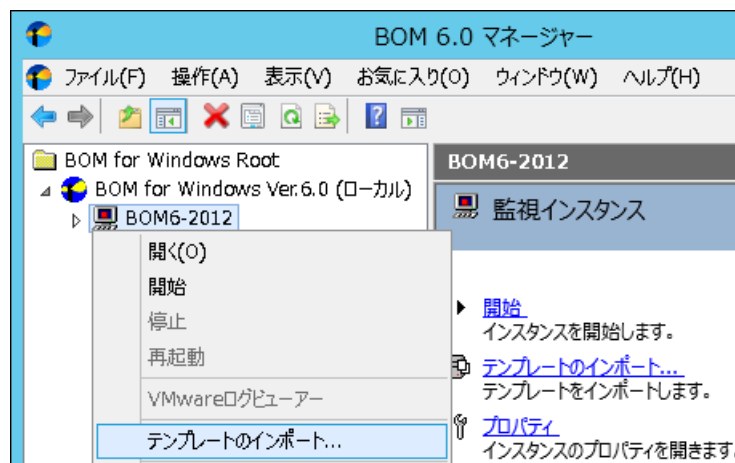 BOM 6.0 マネージャー
ファイル(F) 操作(A) 表示(V) お気に入り(O) ウィンドウ(W) ヘルプ(H)
BOM for Windows Root
BOM for Windows Ver.6.0 (ローカル)
BOM6-2012
開く(O)
開始
停止
再起動
VMwareログビューアー
テンプレートのインポート...
BOM6-2012
監視インスタンス
開始
インスタンスを開始します。
テンプレートのインポート...
テンプレートをインポートします。
プロパティ
インスタンスのプロパティを開きます。